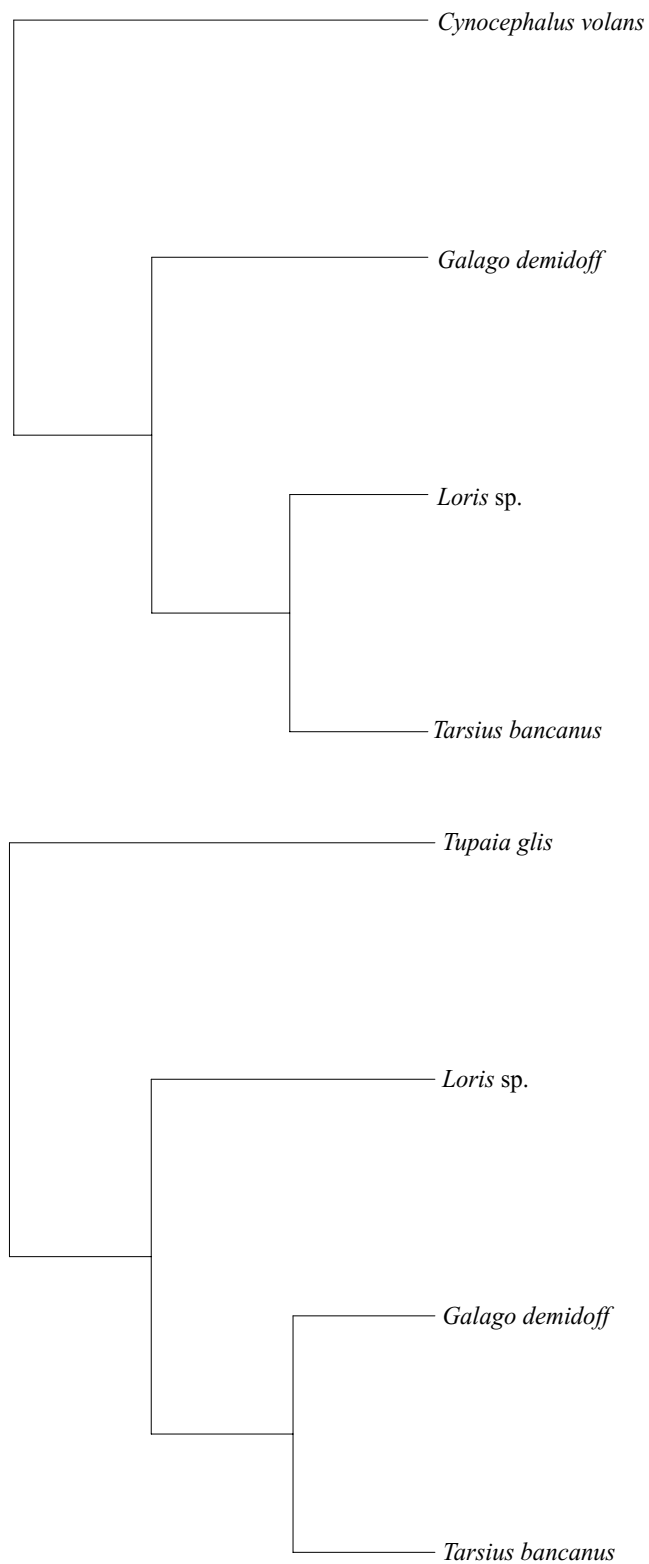 Cynocephalus volans
Galago demidoff
Loris sp.
Tarsius bancanus
Tupaia glis
Loris sp.
Galago demidoff
Tarsius bancanus